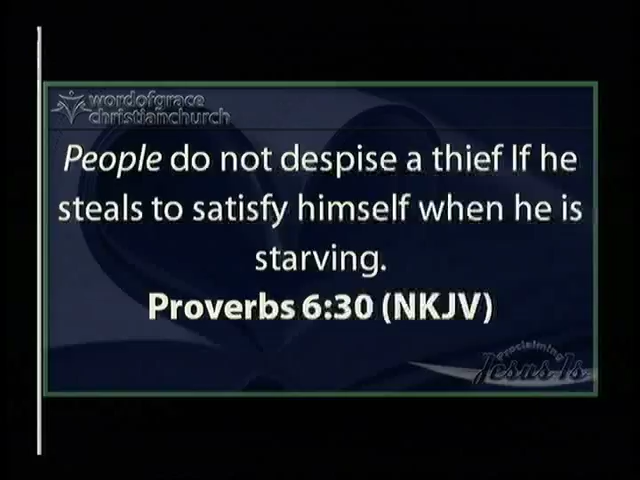 wordofgrace
christianchurch
People do not despise a thief If he
steals to satisfy himself when he is
starving.
Proverbs 6:30 (NKJV)
Proclaiming
Jesus Is